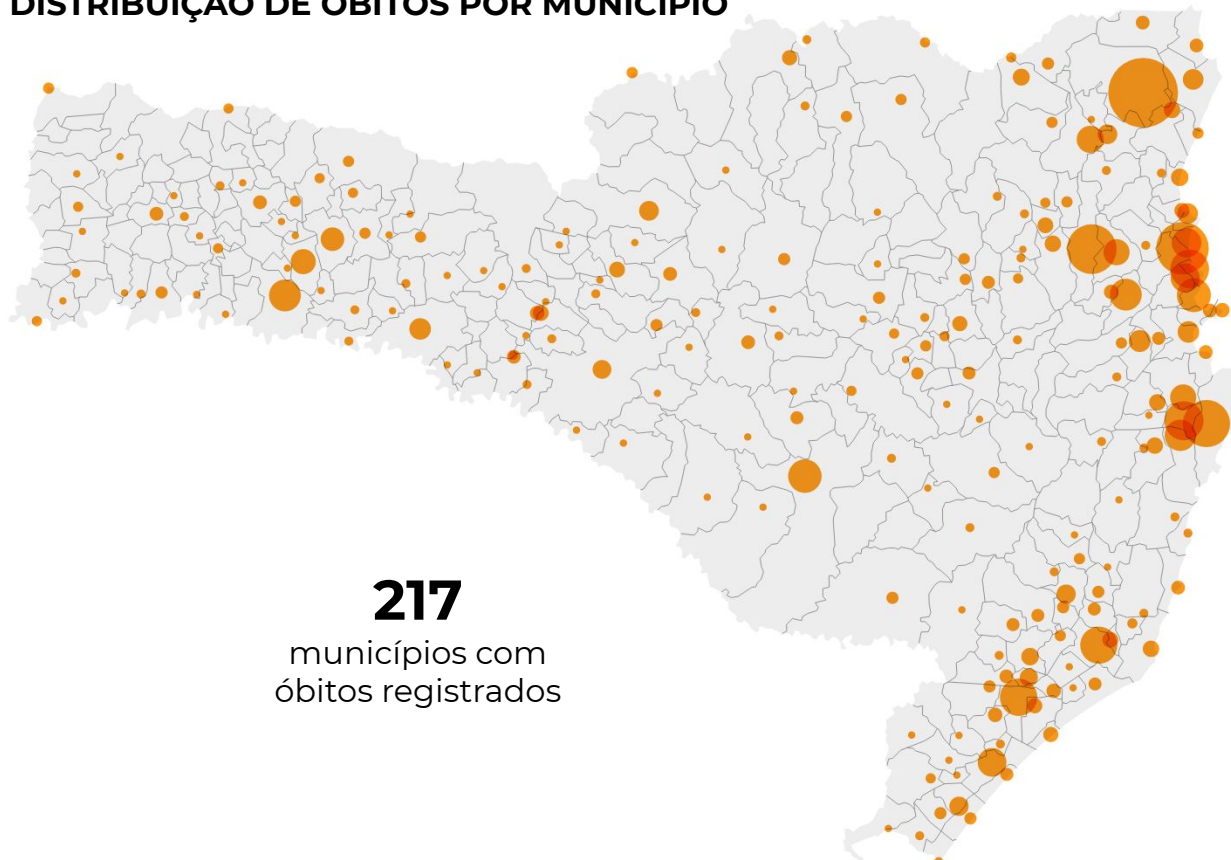 DISTRIBUIÇÃO DE ÓBITOS POR MUNICÍPIO
217
municípios com
óbitos registrados